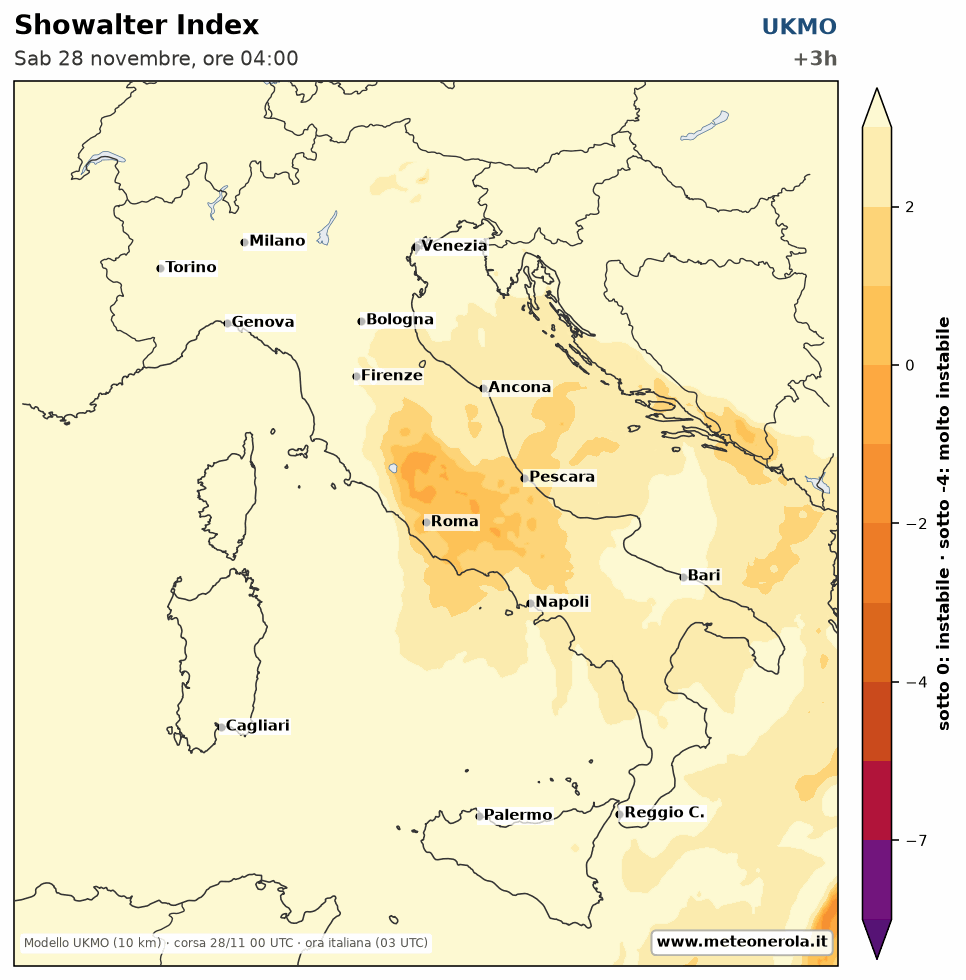 Showalter Index
UKMO
Sab 28 novembre, ore 04:00
+3h
Milano
Venezia
Torino
Genova
Bologna
Firenze
Ancona
Pescara
Roma
Bari
Napoli
Cagliari
Palermo
Reggio C.
2
0
−2
−4
−7
sotto 0: instabile · sotto -4: molto instabile
Modello UKMO (10 km) · corsa 28/11 00 UTC · ora italiana (03 UTC)
www.meteonerola.it